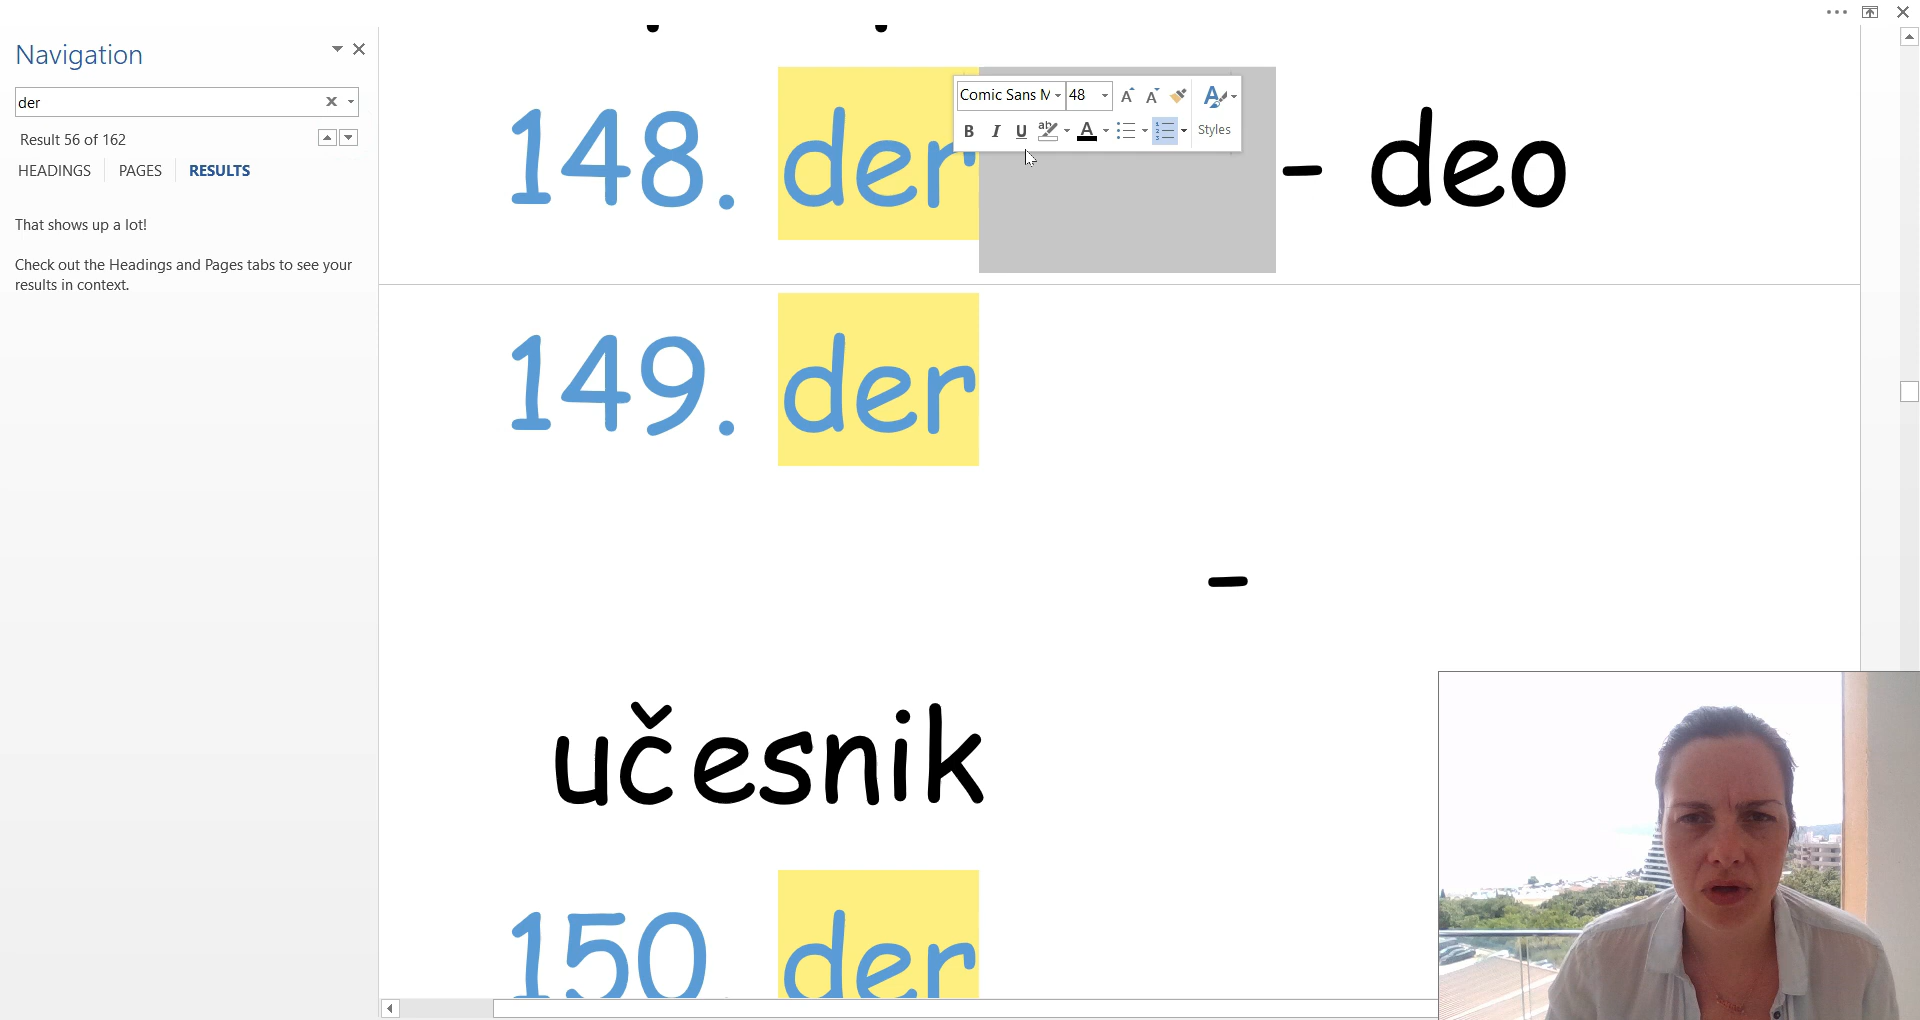 Navigation
der
Result 56 of 162
HEADINGS PAGES RESULTS
That shows up a lot!
Check out the Headings and Pages tabs to see your
results in context.
Comic Sans M 48
B I U A Styles
148. der - deo
149. der
-
učesnik
150. der